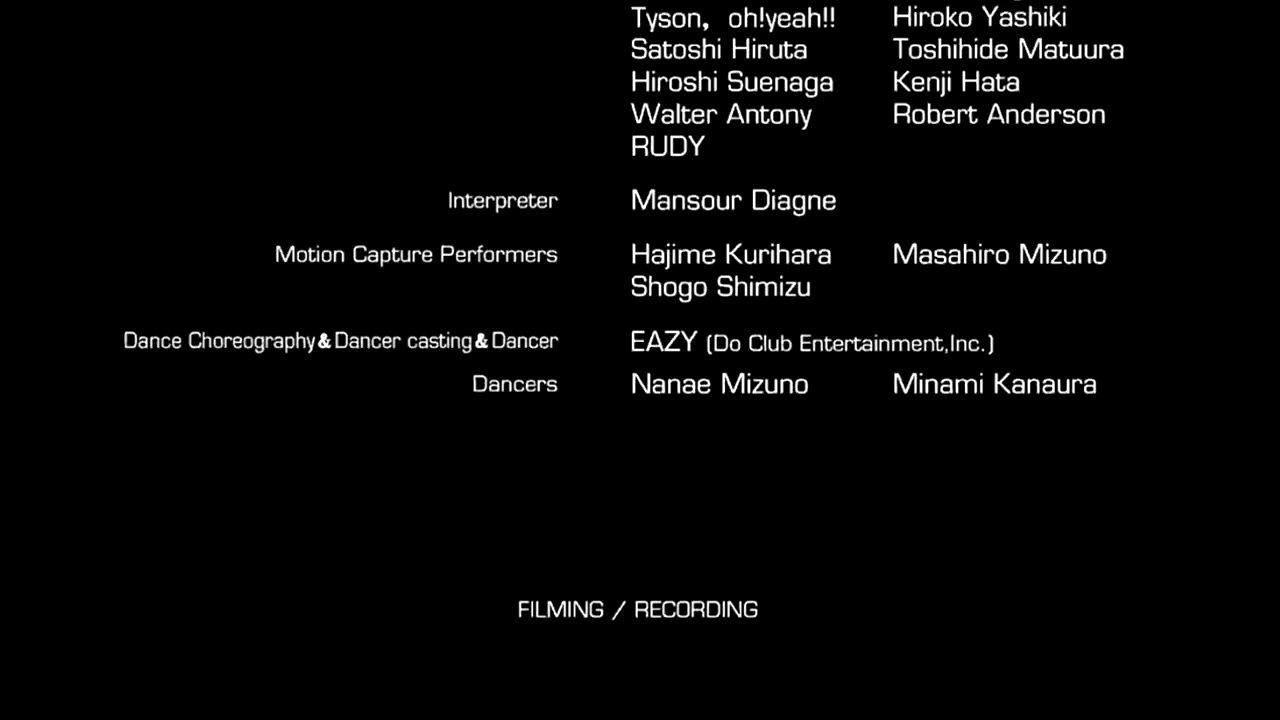 Tyson, oh!yeah!! Hiroko Yashiki
Satoshi Hiruta Toshihide Matuura
Hiroshi Suenaga Kenji Hata
Walter Antony Robert Anderson
RUDY
Interpreter Mansour Diagne
Motion Capture Performers Hajime Kurihara Masahiro Mizuno
Shogo Shimizu
Dance Choreography&Dancer casting&Dancer EAZY (Do Club Entertainment,Inc.)
Dancers Nanae Mizuno Minami Kanaura
FILMING / RECORDING